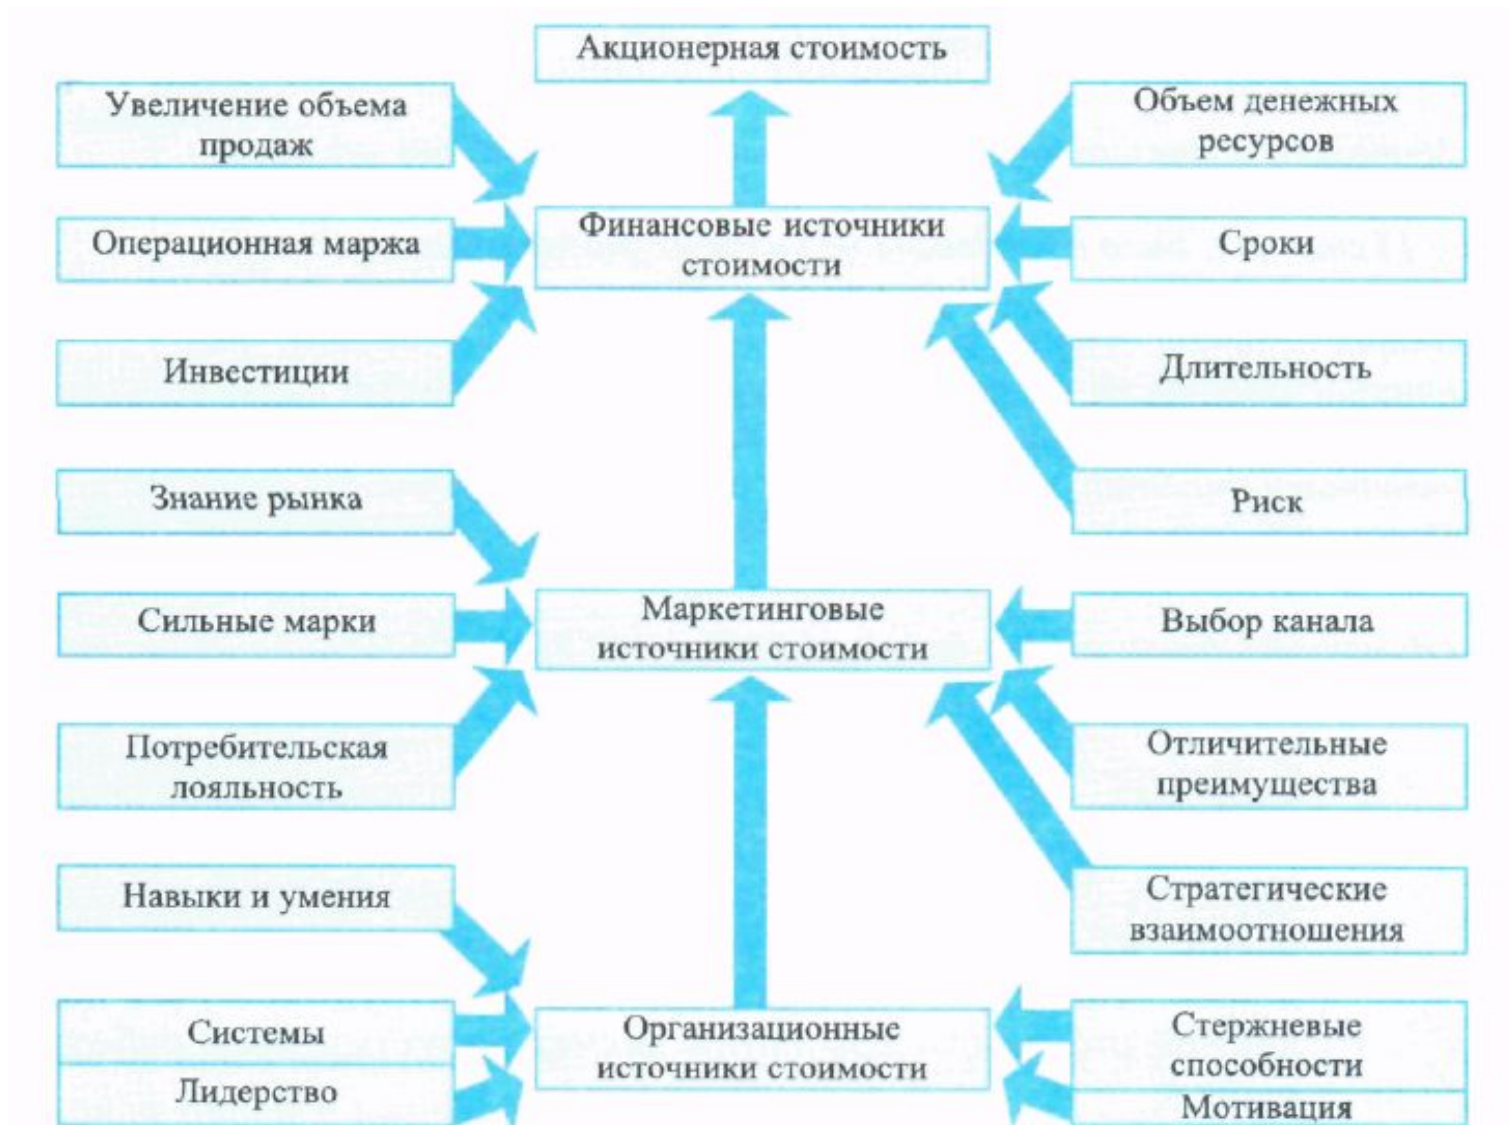 Акционерная стоимость
Увеличение объема
продаж
Объем денежных
ресурсов
Финансовые источники
стоимости
Операционная маржа
Сроки
Инвестиции
Длительность
Знание рынка
Риск
Маркетинговые
источники стоимости
Сильные марки
Выбор канала
Потребительская
лояльность
Отличительные
преимущества
Навыки и умения
Стратегические
взаимоотношения
Системы
Организационные
источники стоимости
Стержневые
способности
Лидерство
Мотивация